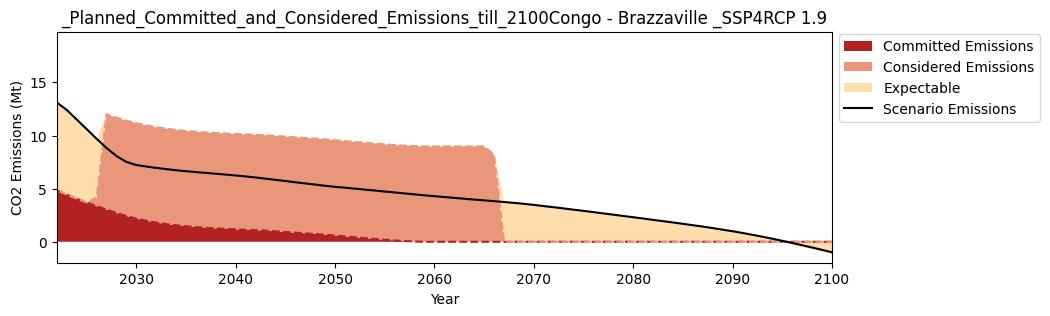 _Planned_Committed_and_Considered_Emissions_till_2100Congo - Brazzaville _SSP4RCP 1.9
Committed Emissions
Considered Emissions
Expectable
Scenario Emissions
CO2 Emissions (Mt)
15
10
5
0
2030 2040 2050 2060 2070 2080 2090 2100
Year